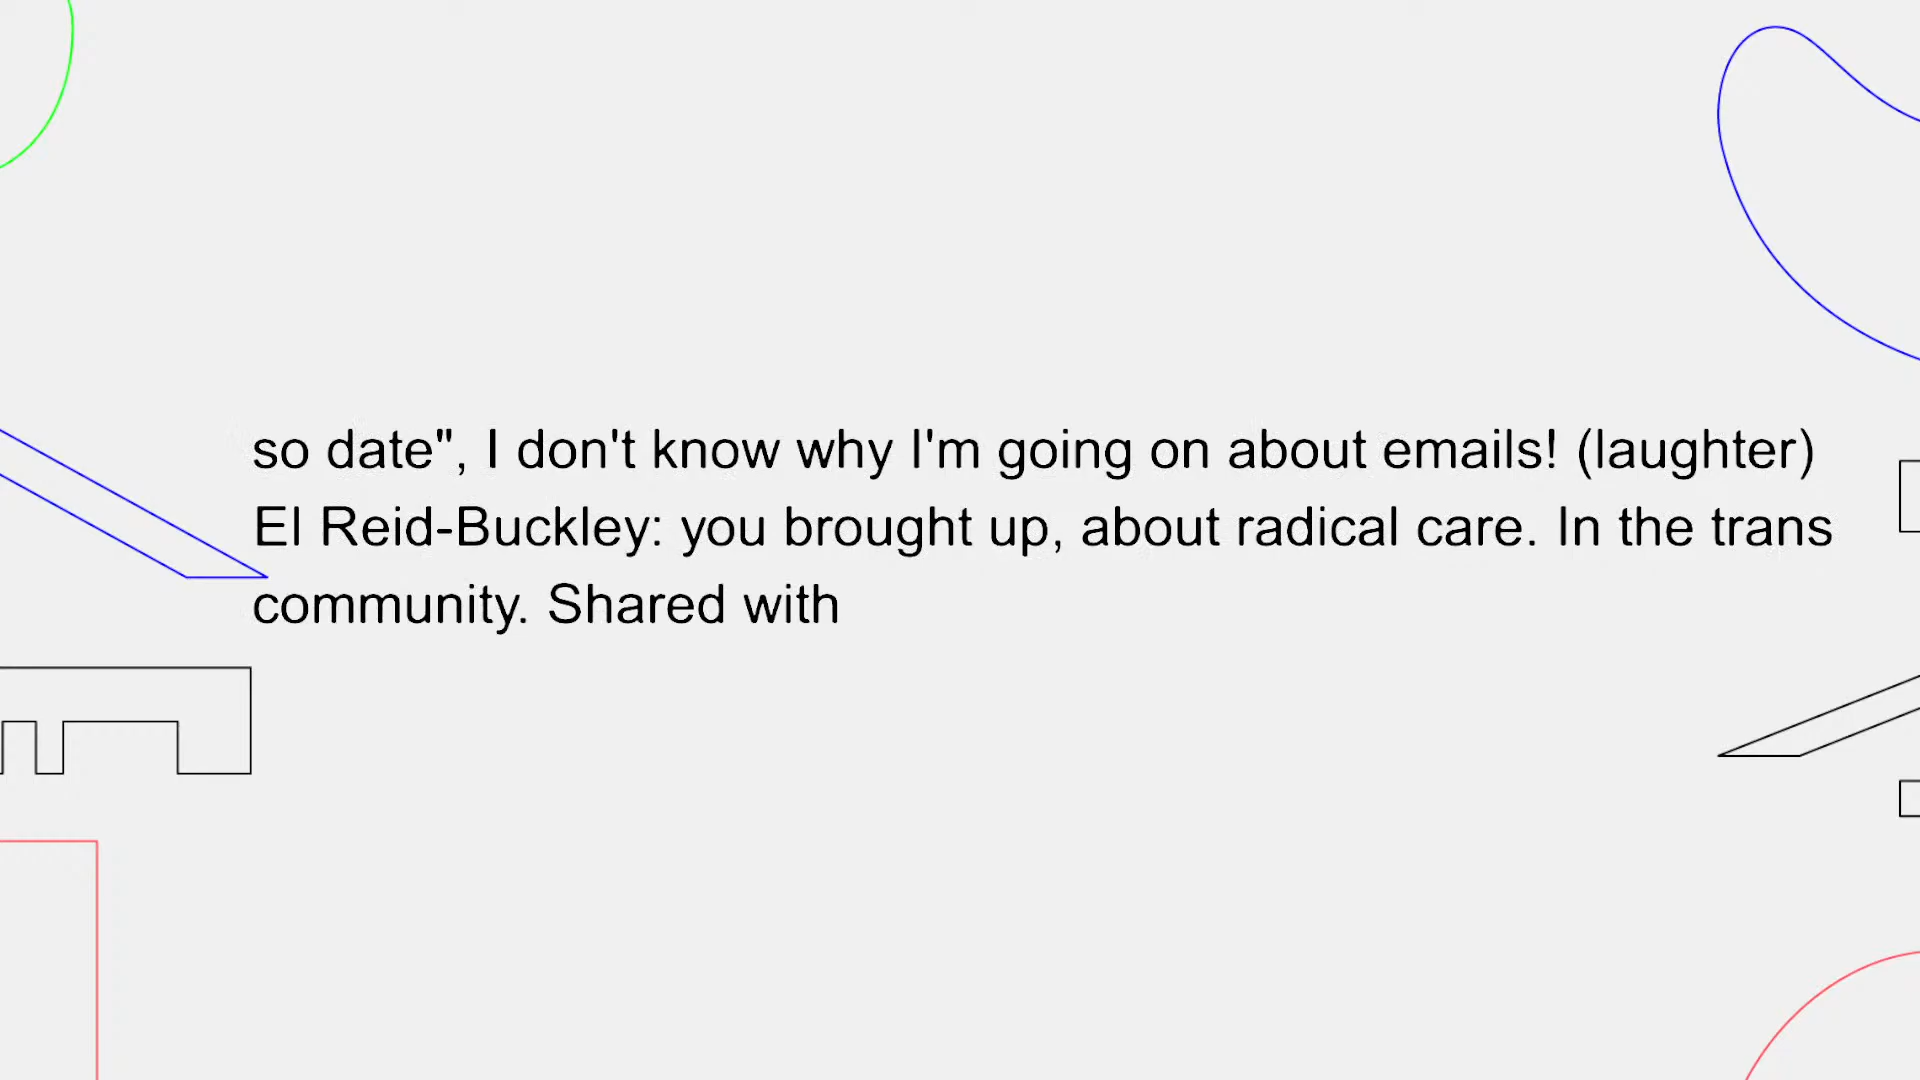 so date", I don't know why I'm going on about emails! (laughter)
El Reid-Buckley: you brought up, about radical care. In the trans
community. Shared with